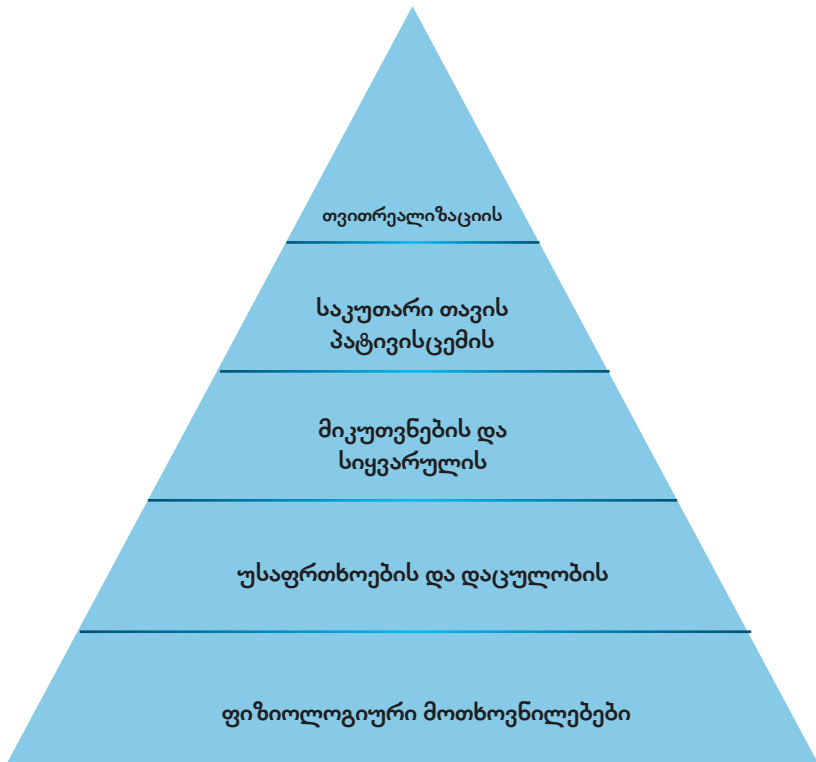 თვითრეალიზაციის
საკუთარი თავის
პატივისცემის
მიკუთვნების და
სიყვარულის
უსაფრთხოების და დაცულობის
ფიზიოლოგიური მოთხოვნილებები